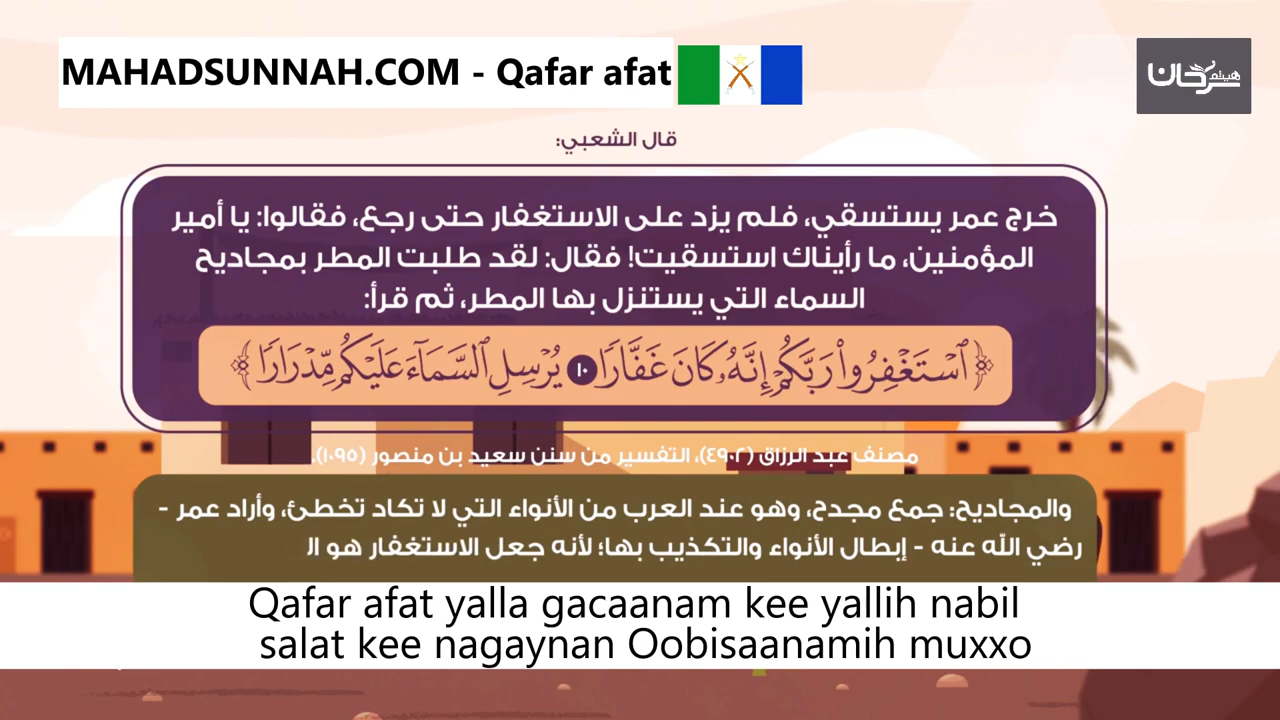 MAHADSUNNAH.COM - Qafar afat
هيثم سرحان
قال الشعبي:
خرج عمر يستسقي، فلم يزد على الاستغفار حتى رجع، فقالوا: يا أمير
المؤمنين، ما رأيناك استسقيت! فقال: لقد طلبت المطر بمجاديح
السماء التي يستنزل بها المطر، ثم قرأ:
﴿ٱسْتَغْفِرُوا۟ رَبَّكُمْ إِنَّهُۥ كَانَ غَفَّارًا ١٠ يُرْسِلِ ٱلسَّمَآءَ عَلَيْكُم مِّدْرَارًا﴾
مصنف عبد الرزاق (٤٩٠٢)، التفسير من سنن سعيد بن منصور (١٠٩٥).
والمجاديح: جمع مجدح، وهو عند العرب من الأنواء التي لا تكاد تخطئ، وأراد عمر -
رضي الله عنه - إبطال الأنواء والتكذيب بها؛ لأنه جعل الاستغفار هو ال
Qafar afat yalla gacaanam kee yallih nabil
salat kee nagaynan Oobisaanamih muxxo